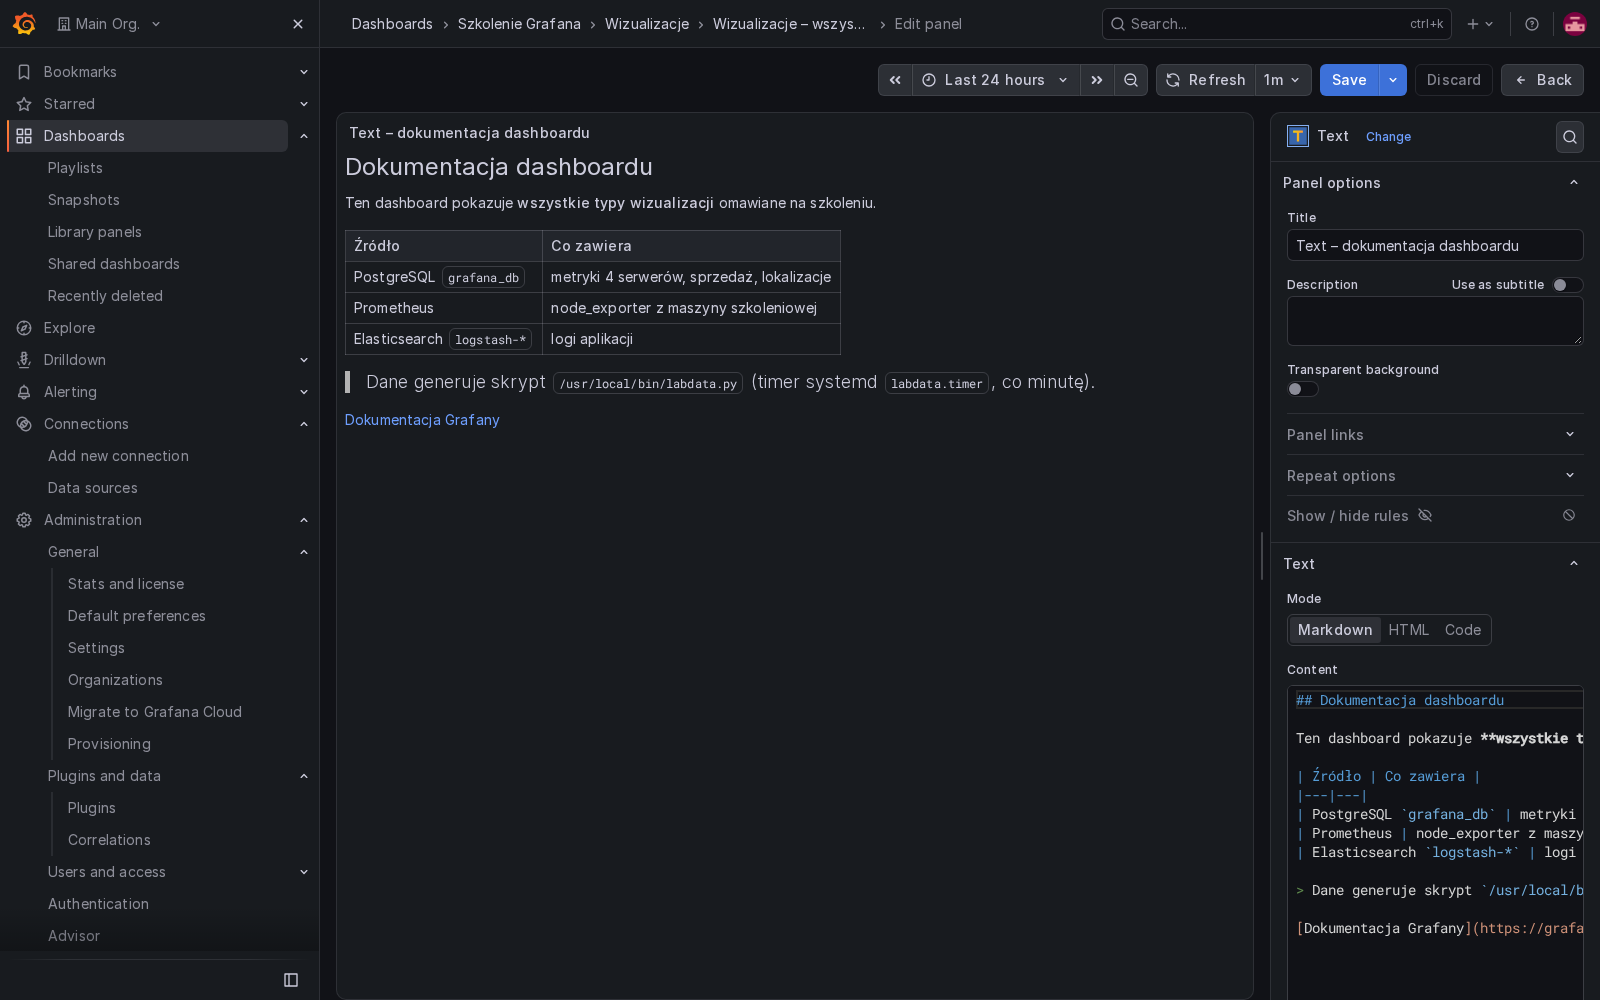 Main Org.
Dashboards
Szkolenie Grafana
Wizualizacje
Wizualizacje – wszys...
Edit panel
Search...
ctrl+k
Bookmarks
Starred
Dashboards
Playlists
Snapshots
Library panels
Shared dashboards
Recently deleted
Explore
Drilldown
Alerting
Connections
Add new connection
Data sources
Administration
General
Stats and license
Default preferences
Settings
Organizations
Migrate to Grafana Cloud
Provisioning
Plugins and data
Plugins
Correlations
Users and access
Authentication
Advisor
Last 24 hours
Refresh
1m
Save
Discard
Back
Text – dokumentacja dashboardu
Dokumentacja dashboardu
Ten dashboard pokazuje wszystkie typy wizualizacji omawiane na szkoleniu.
Źródło
Co zawiera
PostgreSQL grafana_db
metryki 4 serwerów, sprzedaż, lokalizacje
Prometheus
node_exporter z maszyny szkoleniowej
Elasticsearch logstash-*
logi aplikacji
Dane generuje skrypt /usr/local/bin/labdata.py (timer systemd labdata.timer, co minutę).
Dokumentacja Grafany
Text
Change
Panel options
Title
Text – dokumentacja dashboardu
Description
Use as subtitle
Transparent background
Panel links
Repeat options
Show / hide rules
Text
Mode
Markdown
HTML
Code
Content
## Dokumentacja dashboardu
Ten dashboard pokazuje **wszystkie t
| Źródło | Co zawiera |
|---|---|
| PostgreSQL `grafana_db` | metryki
| Prometheus | node_exporter z maszy
| Elasticsearch `logstash-*` | logi
> Dane generuje skrypt `/usr/local/b
[Dokumentacja Grafany](https://grafa